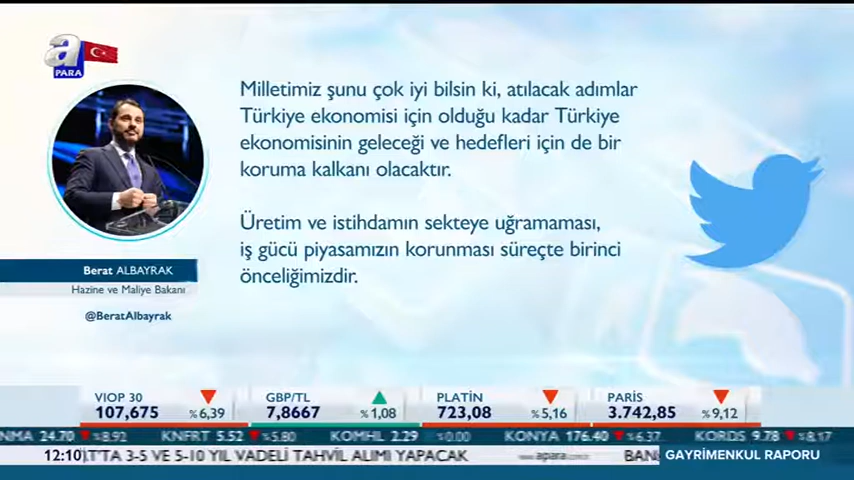 a
PARA
Milletimiz şunu çok iyi bilsin ki, atılacak adımlar
Türkiye ekonomisi için olduğu kadar Türkiye
ekonomisinin geleceği ve hedefleri için de bir
koruma kalkanı olacaktır.
Üretim ve istihdamın sekteye uğramaması,
iş gücü piyasamızın korunması süreçte birinci
önceliğimizdir.
Berat ALBAYRAK
Hazine ve Maliye Bakanı
@BeratAlbayrak
VIOP 30 107,675 %6,39
GBP/TL 7,8667 %1,08
PLATİN 723,08 %5,16
PARİS 3.742,85 %9,12
NMA 24.70 %8.92 KNFRT 5.52 %5.80 KOMHL 2.29 %0.00 KONYA 176.40 %6.37 KORDS 9.78 %8.17
12:10 AT'TA 3-5 VE 5-10 YIL VADELİ TAHVİL ALIMI YAPACAK www.apara.com.tr BAN GAYRİMENKUL RAPORU